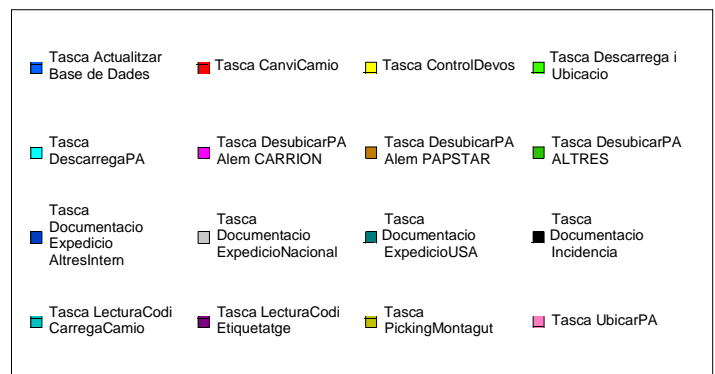 Tasca Actualitzar
Base de Dades
Tasca CanviCamio
Tasca ControlDevos
Tasca Descarrega i
Ubicacio
Tasca
DescarregaPA
Tasca DesubicarPA
Alem CARRION
Tasca DesubicarPA
Alem PAPSTAR
Tasca DesubicarPA
ALTRES
Tasca
Documentacio
Expedicio
AltresIntern
Tasca
Documentacio
ExpedicioNacional
Tasca
Documentacio
ExpedicioUSA
Tasca
Documentacio
Incidencia
Tasca LecturaCodi
CarregaCamio
Tasca LecturaCodi
Etiquetatge
Tasca
PickingMontagut
Tasca UbicarPA